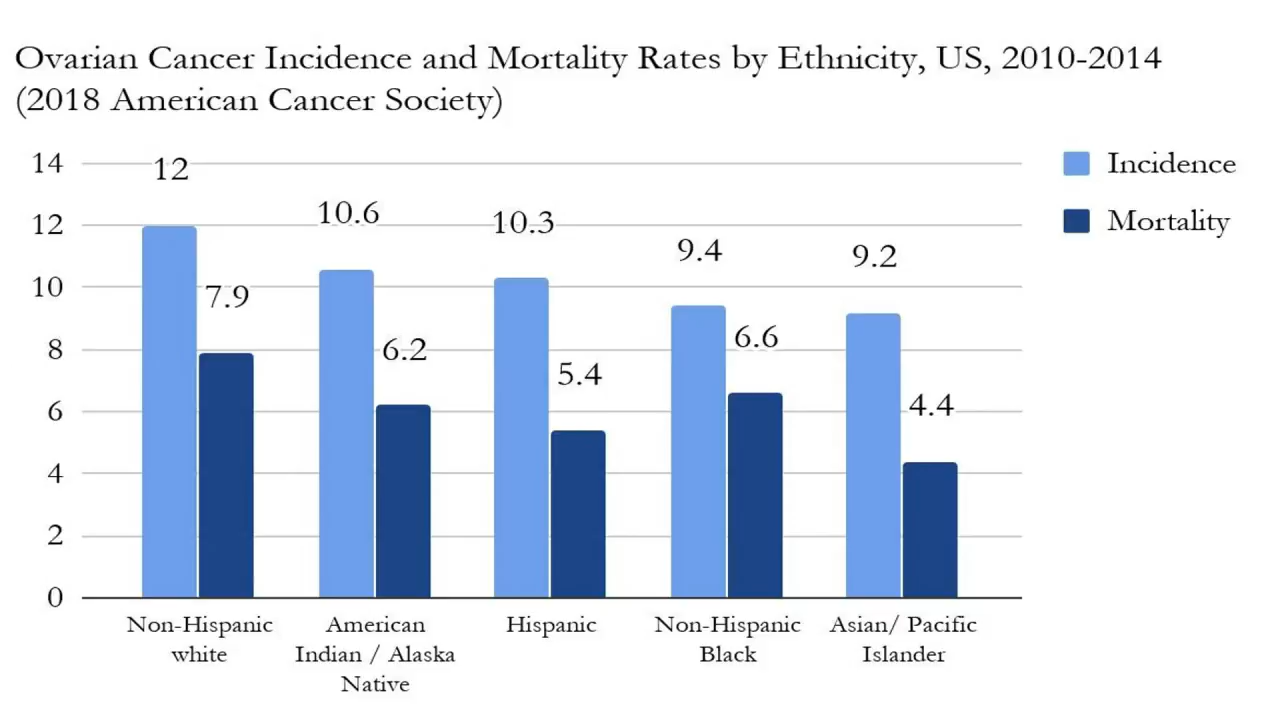 Ovarian Cancer Incidence and Mortality Rates by Ethnicity, US, 2010-2014
(2018 American Cancer Society)
14
12
10
8
6
4
2
0
12
7.9
10.6
6.2
10.3
5.4
9.4
6.6
9.2
4.4
Incidence
Mortality
Non-Hispanic
white
American
Indian / Alaska
Native
Hispanic
Non-Hispanic
Black
Asian/ Pacific
Islander